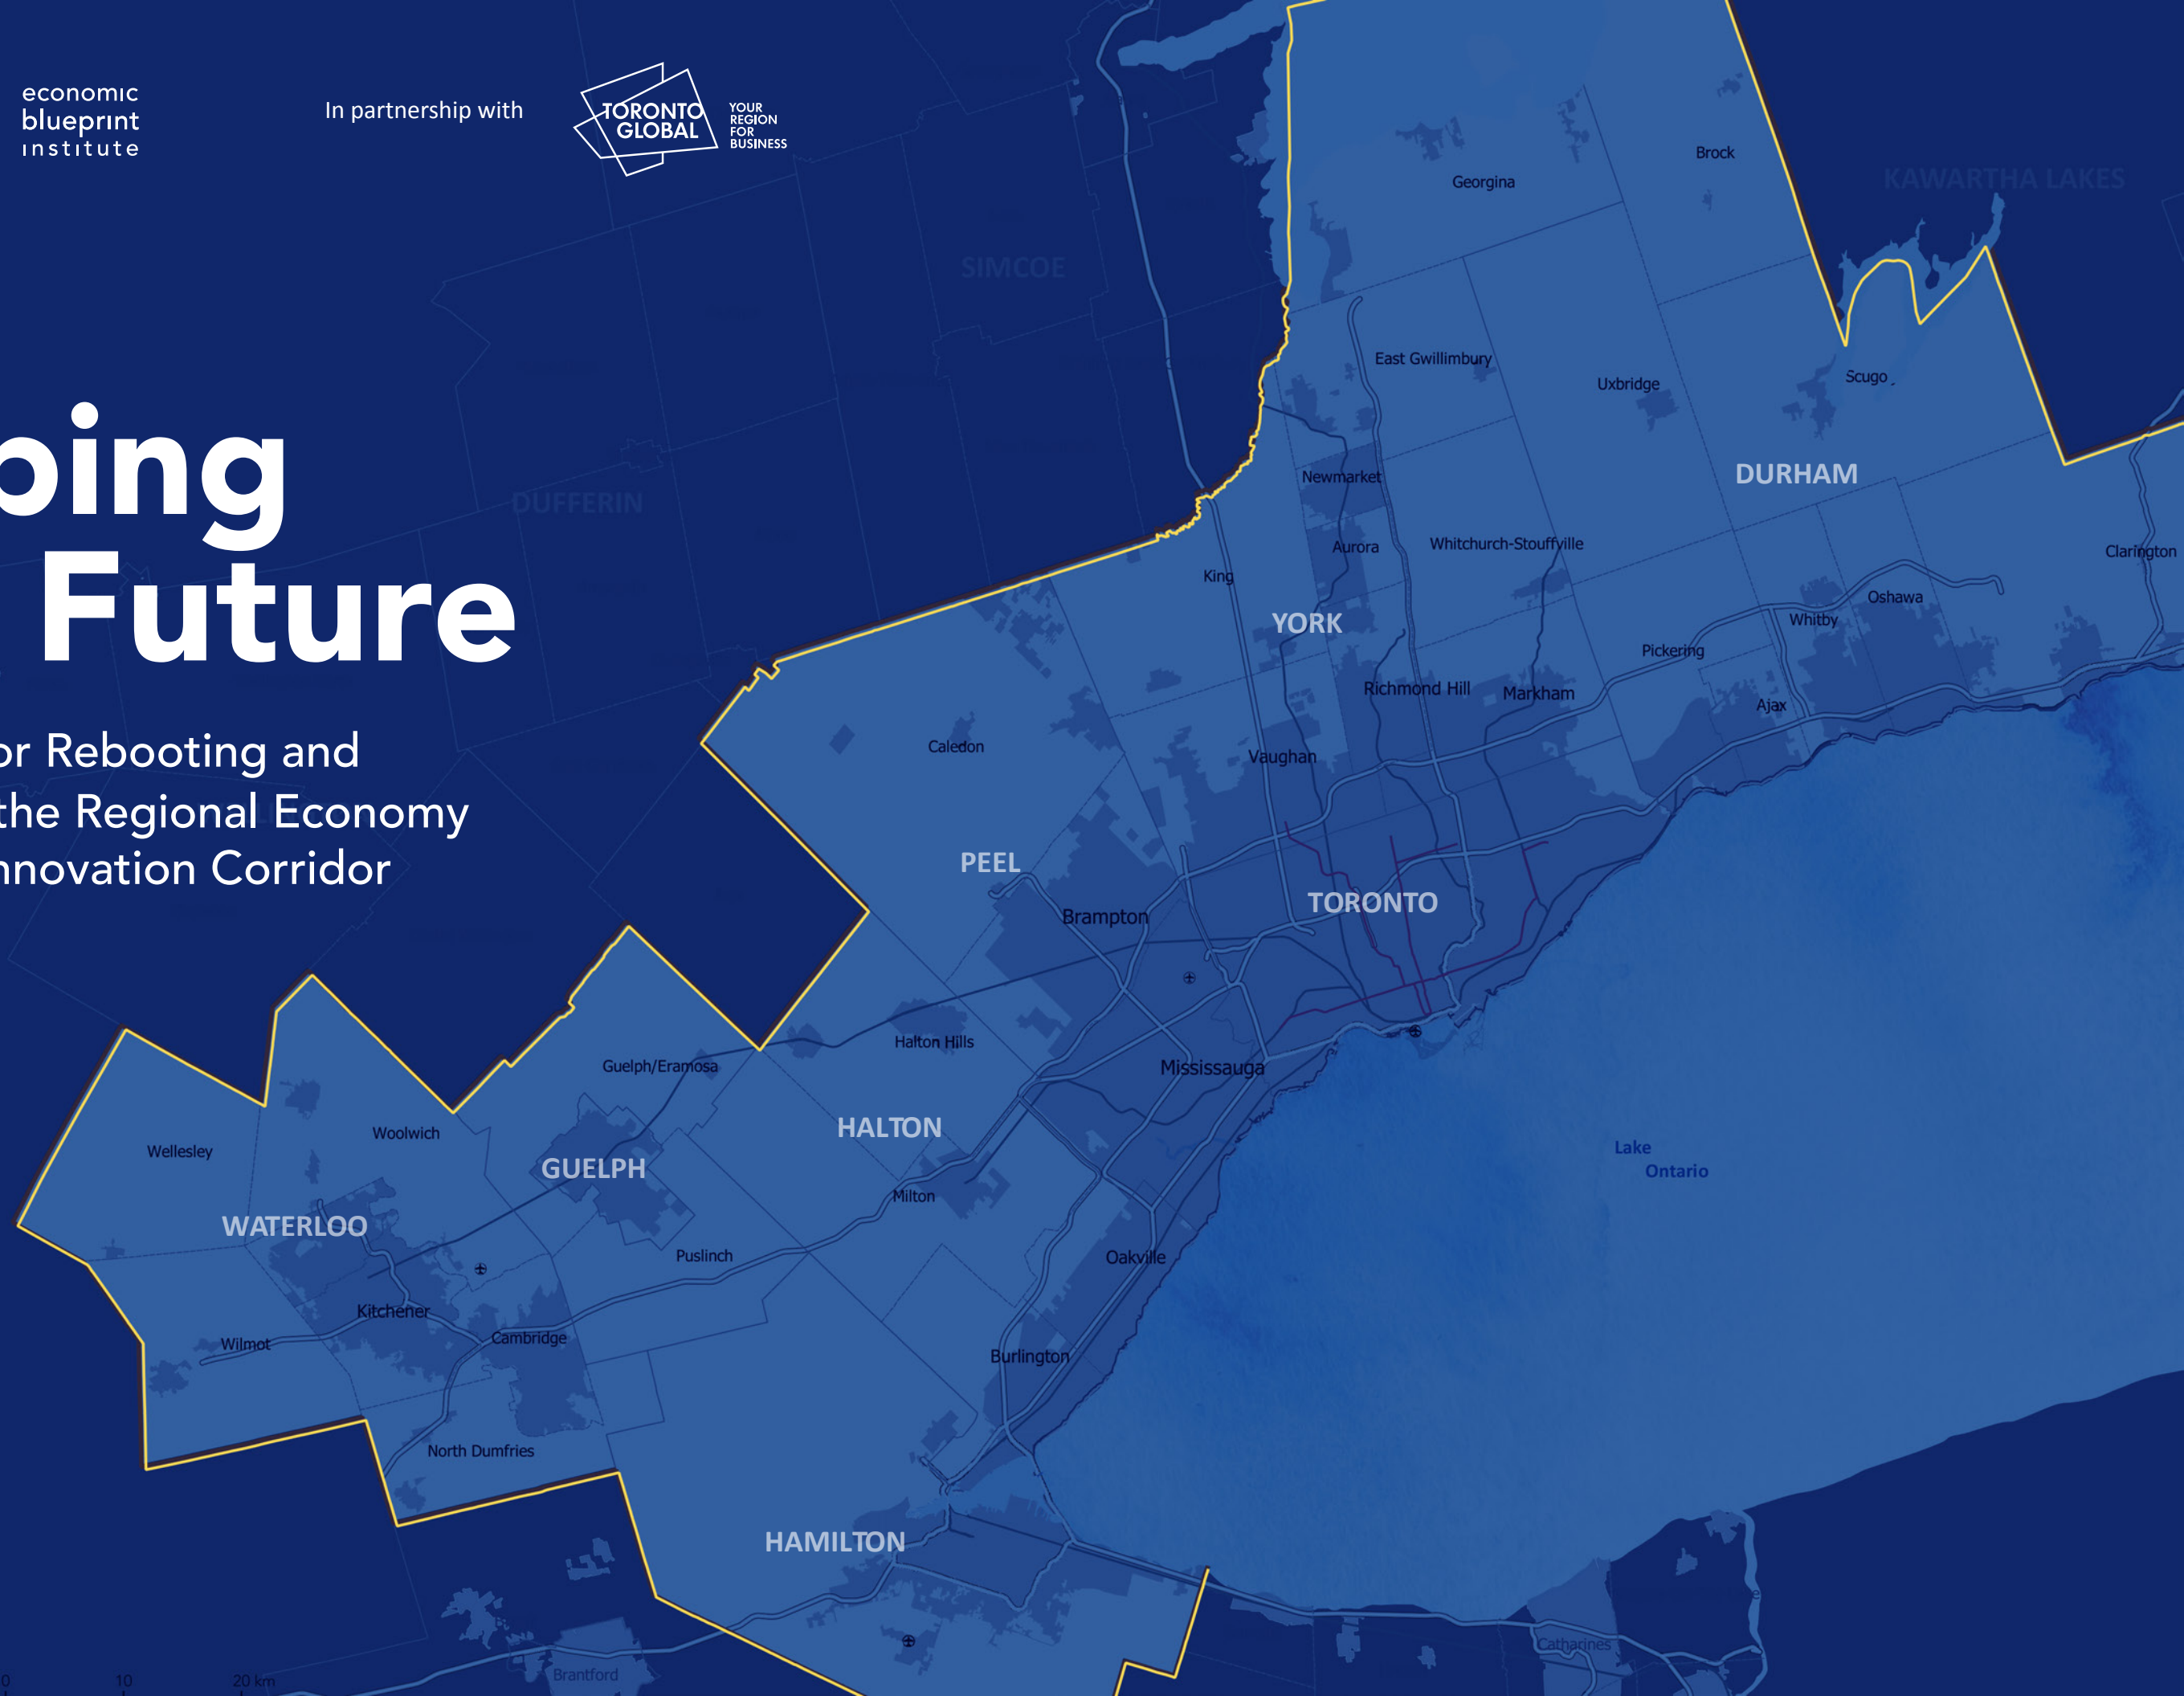 economic
blueprint
institute
In partnership with
TORONTO
GLOBAL
YOUR
REGION
FOR
BUSINESS
ping
Future
or Rebooting and
the Regional Economy
nnovation Corridor
Brock
KAWARTHA LAKES
Georgina
SIMCOE
East Gwillimbury
Uxbridge
Scugo
DURHAM
Newmarket
DUFFERIN
Aurora
Whitchurch-Stouffville
Clarington
King
Oshawa
YORK
Whitby
Pickering
Richmond Hill
Markham
Ajax
Caledon
Vaughan
PEEL
TORONTO
Brampton
Halton Hills
Guelph/Eramosa
Mississauga
HALTON
Woolwich
Wellesley
Lake
Ontario
GUELPH
Milton
WATERLOO
Puslinch
Oakville
Kitchener
Cambridge
Wilmot
Burlington
North Dumfries
HAMILTON
Catharines
Brantford
0 10 20 km